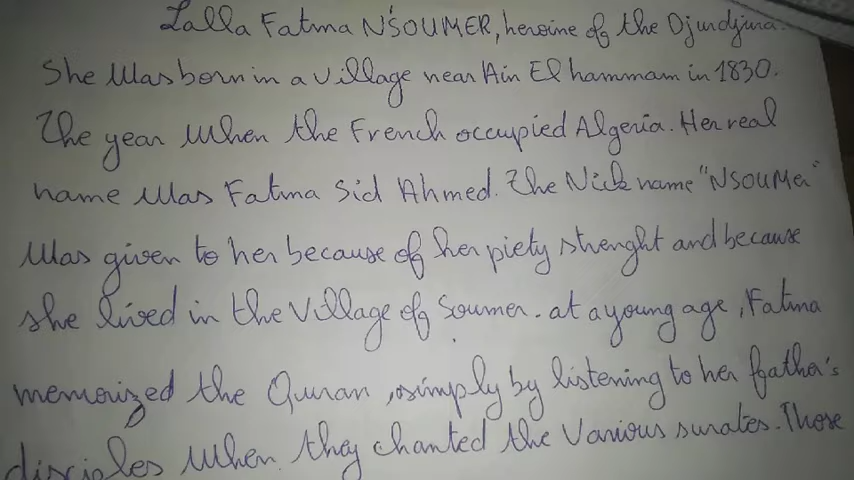 Lalla Fatma N'SOUMER, heroine of the Djurdjura.
She Was born in a village near Ain El hammam in 1830.
The year When the French occupied Algeria. Her real
name Was Fatma Sid Ahmed. The Nick name "NSOUMer"
Was given to her because of her piety strenght and because
she lived in the Village of Soumer. at a young age, Fatma
memorized the Quran, simply by listening to her father's
disciples When they chanted the Various surates. Those